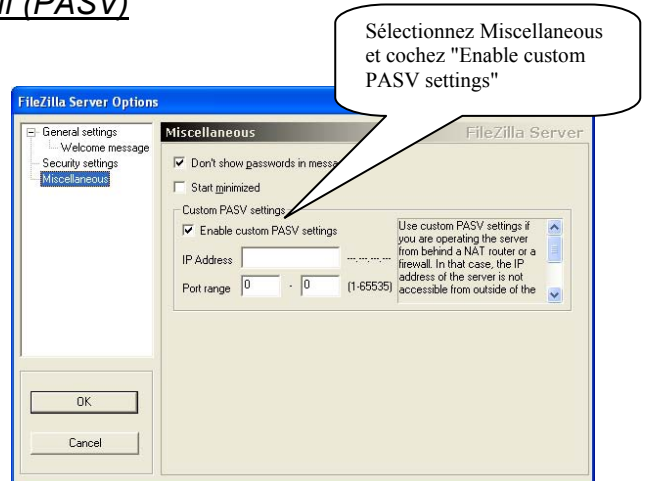 (PASV)
Sélectionnez Miscellaneous
et cochez "Enable custom
PASV settings"
FileZilla Server Options
General settings
Welcome message
Security settings
Miscellaneous
Miscellaneous
FileZilla Server
Don't show passwords in
Start minimized
Custom PASV settings
Enable custom PASV settings
IP Address
---.---.---.---
Port range
0
-
0
(1-65535)
Use custom PASV settings if
you are operating the server
from behind a NAT router or a
firewall. In that case, the IP
address of the server is not
accessible from outside of the
OK
Cancel